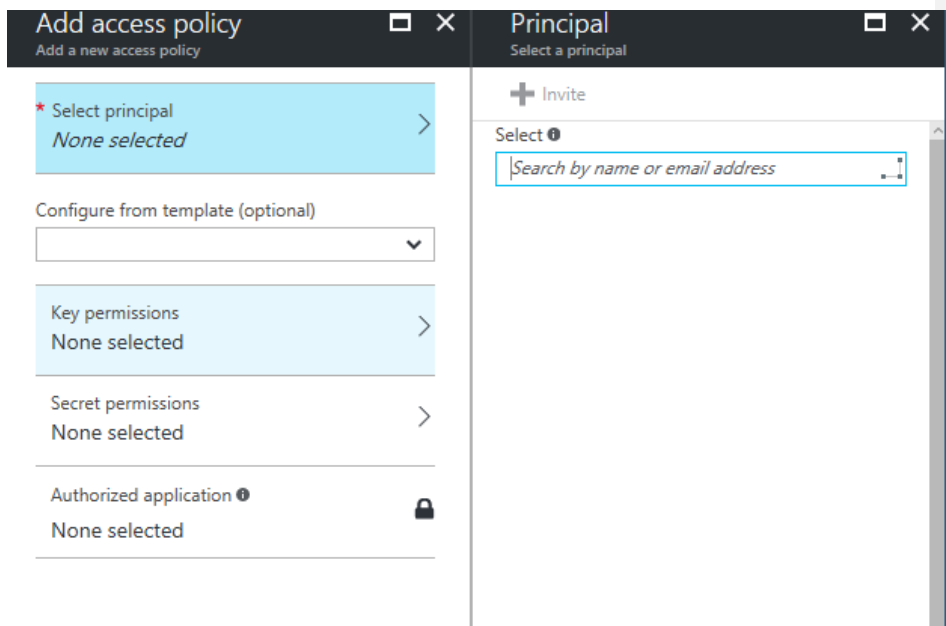 Add access policy
Add a new access policy
* Select principal
None selected
Configure from template (optional)
Key permissions
None selected
Secret permissions
None selected
Authorized application
None selected
Principal
Select a principal
Invite
Select
Search by name or email address